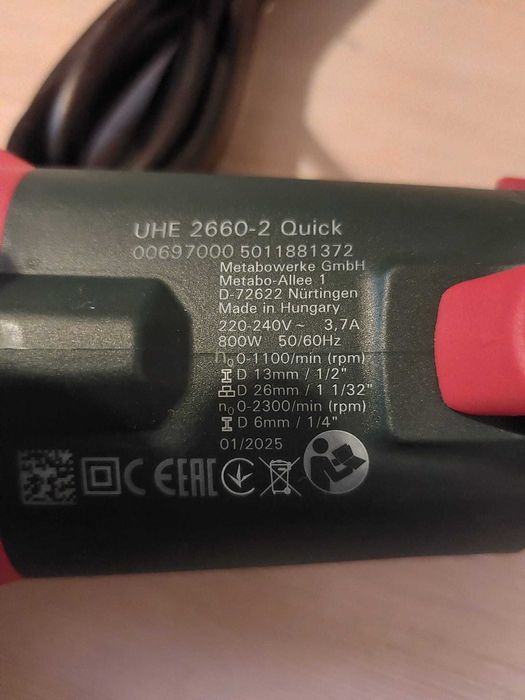 UHE 2660-2 Quick
00697000 5011881372
Metabowerke GmbH
Metabo-Allee 1
D-72622 Nürtingen
Made in Hungary
220-240V ~ 3,7A
800W 50/60Hz
n₀ 0-1100/min (rpm)
D 13mm / 1/2"
D 26mm / 1 1/32"
n₀ 0-2300/min (rpm)
D 6mm / 1/4"
01/2025
CE EAC